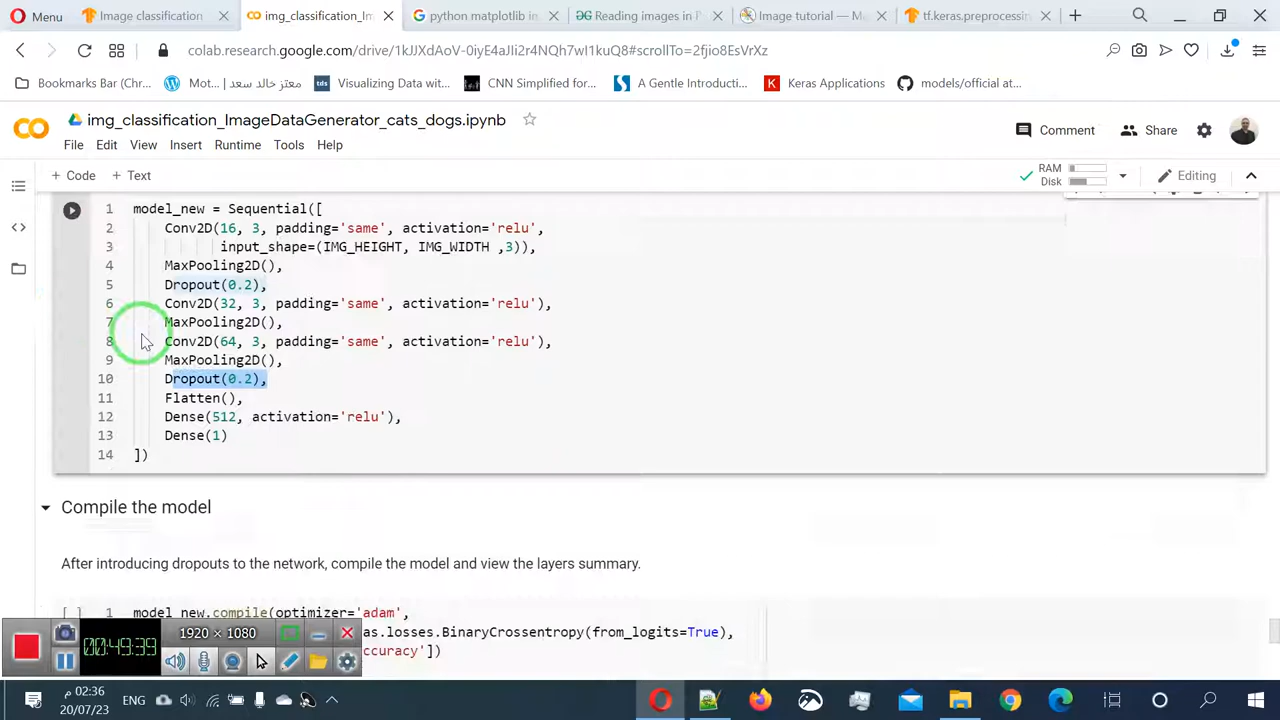 Menu
Image classification
img_classification_I
python matplotlib in
Reading images in P
Image tutorial — M
tf.keras.preprocessin
colab.research.google.com/drive/1kJJXdAoV-0iyE4aJIi2r4NQh7wI1kuQ8#scrollTo=2fjio8EsVrXz
Bookmarks Bar (Chr...
معتز خالد سعد | Mot...
tds Visualizing Data wit...
CNN Simplified for...
A Gentle Introducti...
Keras Applications
models/official at...
img_classification_ImageDataGenerator_cats_dogs.ipynb
Comment
Share
File Edit View Insert Runtime Tools Help
+ Code + Text
RAM
Disk
Editing
1 model_new = Sequential([
2 Conv2D(16, 3, padding='same', activation='relu',
3 input_shape=(IMG_HEIGHT, IMG_WIDTH ,3)),
4 MaxPooling2D(),
5 Dropout(0.2),
6 Conv2D(32, 3, padding='same', activation='relu'),
7 MaxPooling2D(),
8 Conv2D(64, 3, padding='same', activation='relu'),
9 MaxPooling2D(),
10 Dropout(0.2),
11 Flatten(),
12 Dense(512, activation='relu'),
13 Dense(1)
14 ])
Compile the model
After introducing dropouts to the network, compile the model and view the layers summary.
[ ] 1 model_new.compile(optimizer='adam',
as.losses.BinaryCrossentropy(from_logits=True),
ccuracy'])
00:49:39
1920 × 1080
02:36 م
20/07/23
ENG